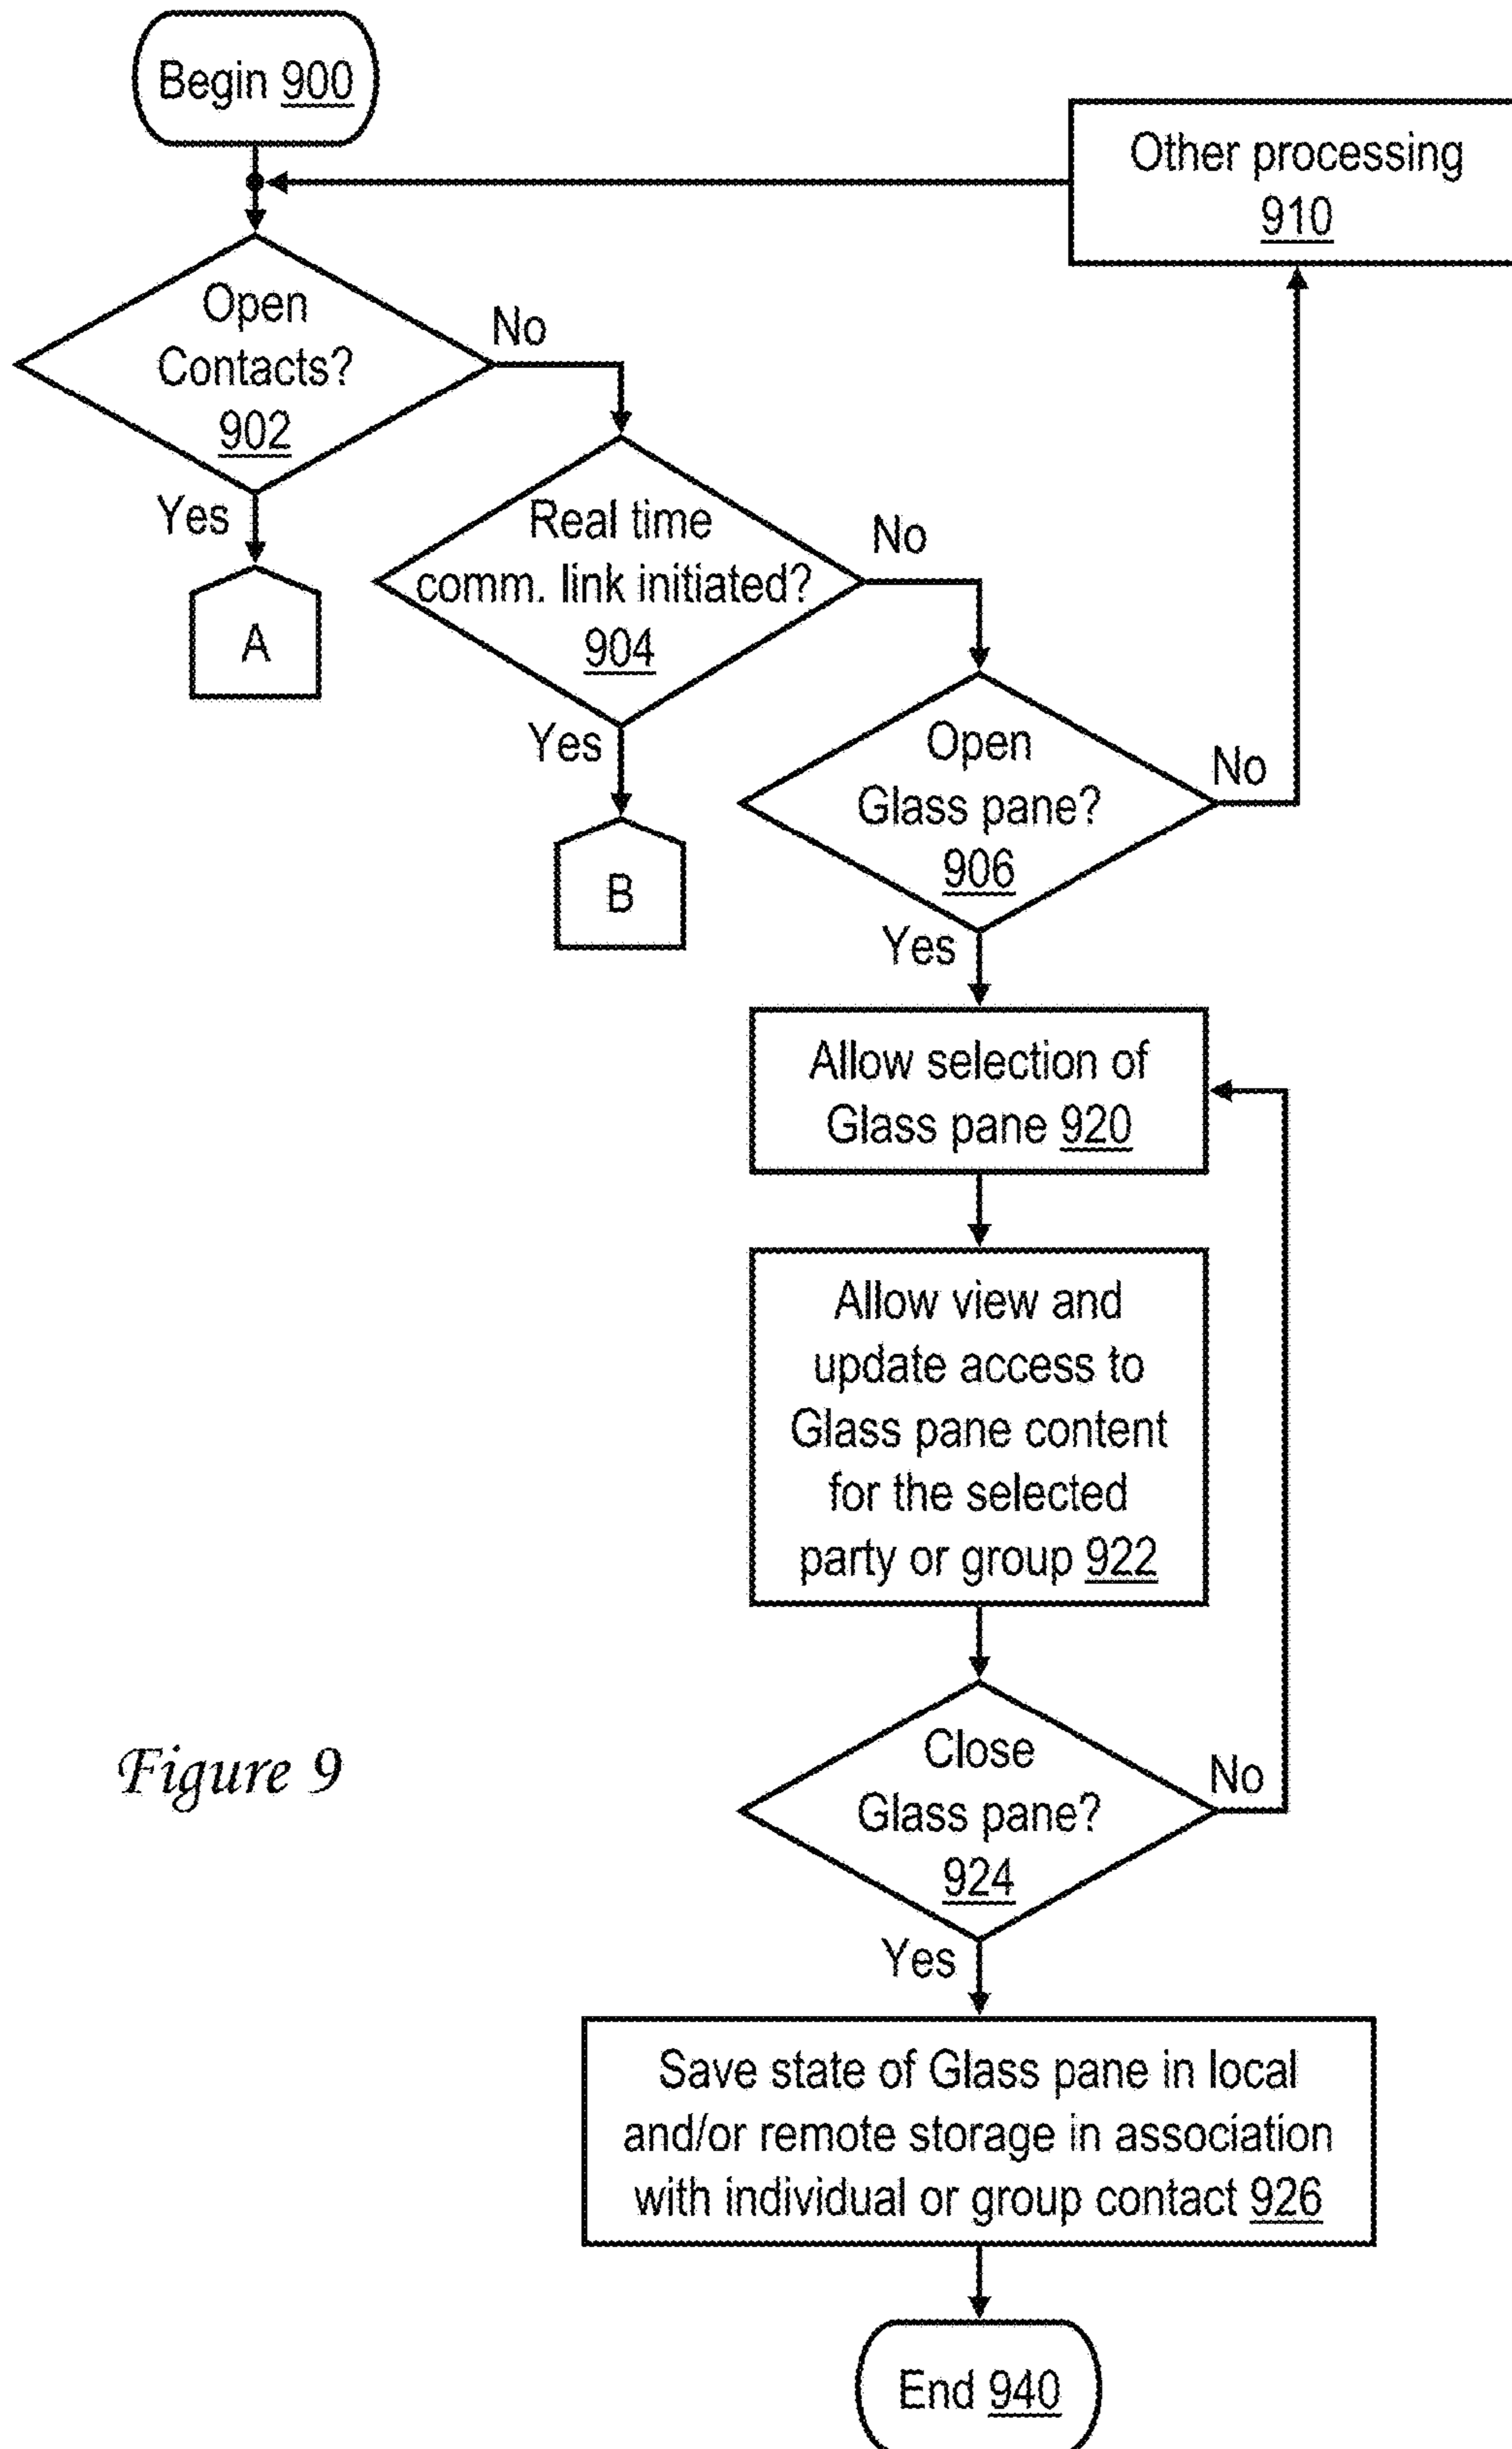 Begin 900
Other processing
910
Open
Contacts?
902
No
Yes
A
Real time
comm. link initiated?
904
No
Yes
B
Open
Glass pane?
906
No
Yes
Allow selection of
Glass pane 920
Allow view and
update access to
Glass pane content
for the selected
party or group 922
Close
Glass pane?
924
No
Yes
Figure 9
Save state of Glass pane in local
and/or remote storage in association
with individual or group contact 926
End 940